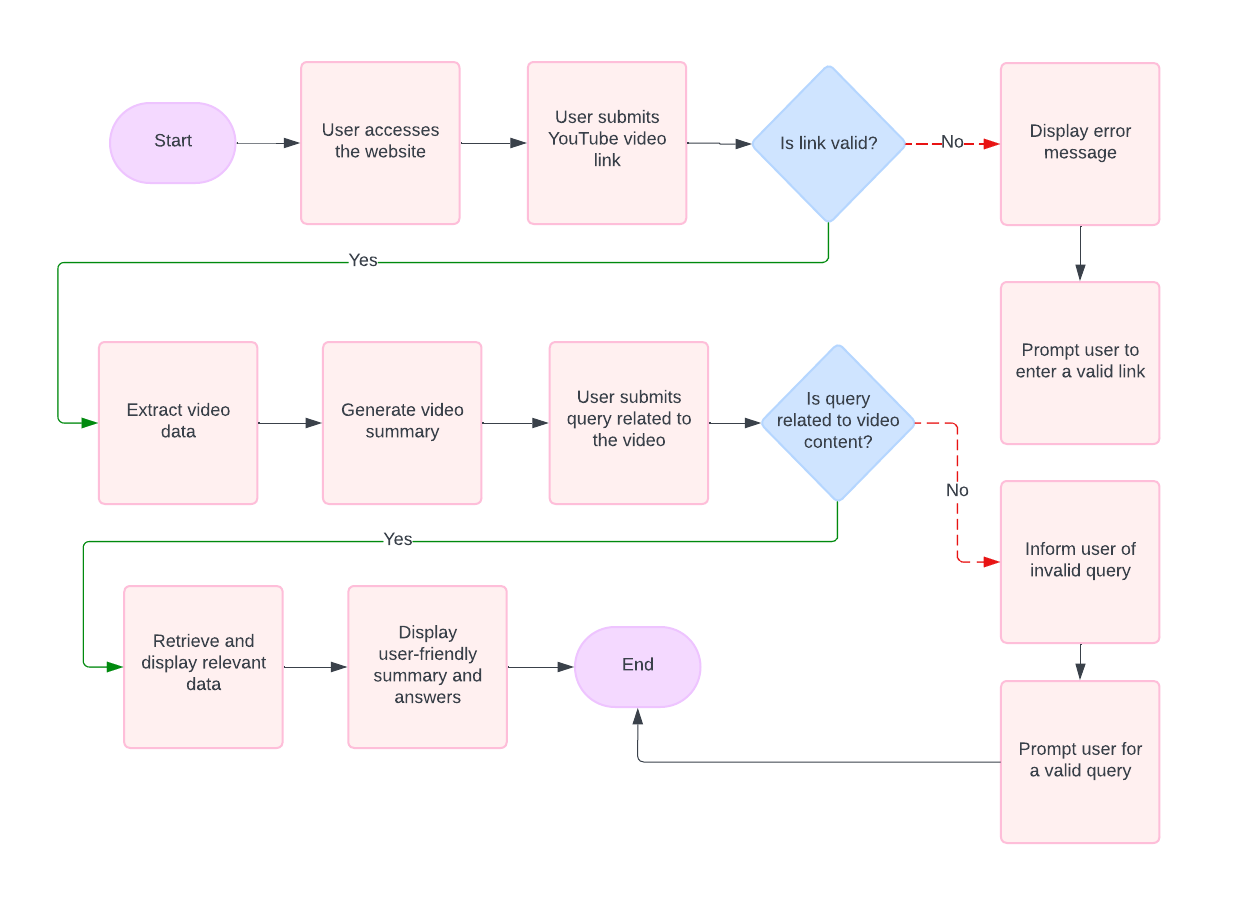 Start
User accesses
the website
User submits
YouTube video
link
Is link valid?
No
Display error
message
Yes
Prompt user to
enter a valid link
Extract video
data
Generate video
summary
User submits
query related to
the video
Is query
related to video
content?
No
Yes
Inform user of
invalid query
Retrieve and
display relevant
data
Display
user-friendly
summary and
answers
End
Prompt user for
a valid query